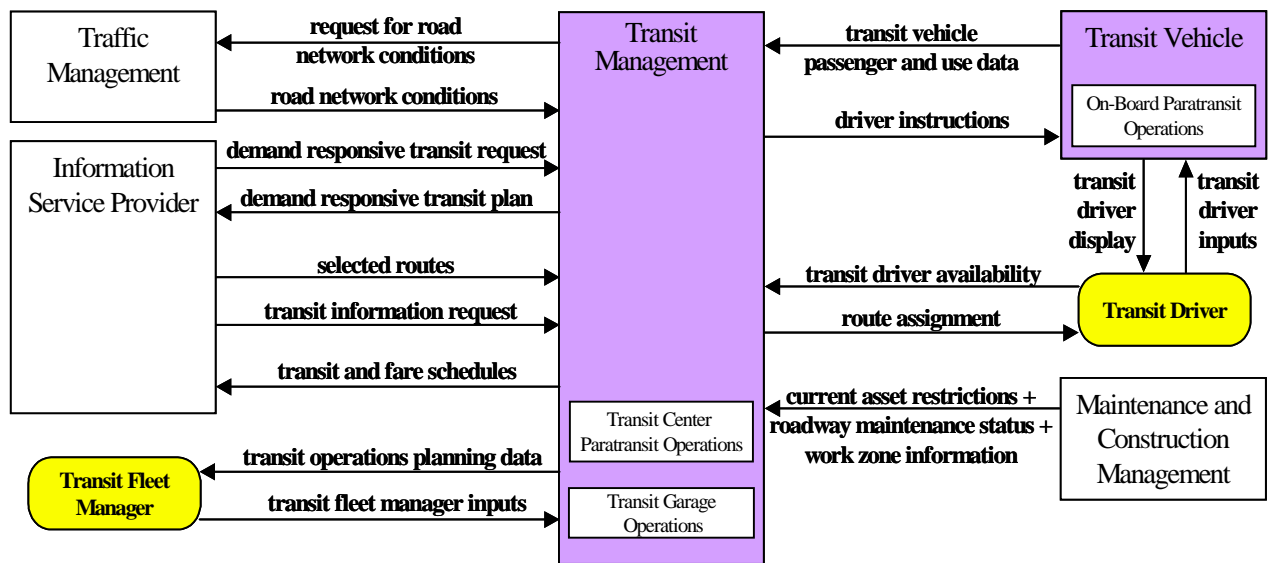 Traffic
Management
request for road
network conditions
road network conditions
Information
Service Provider
demand responsive transit request
demand responsive transit plan
selected routes
transit information request
transit and fare schedules
Transit Fleet
Manager
transit operations planning data
transit fleet manager inputs
Transit
Management
Transit Center
Paratransit Operations
Transit Garage
Operations
transit vehicle
passenger and use data
driver instructions
Transit Vehicle
On-Board Paratransit
Operations
transit
driver
display
transit
driver
inputs
transit driver availability
route assignment
Transit Driver
current asset restrictions +
roadway maintenance status +
work zone information
Maintenance and
Construction
Management